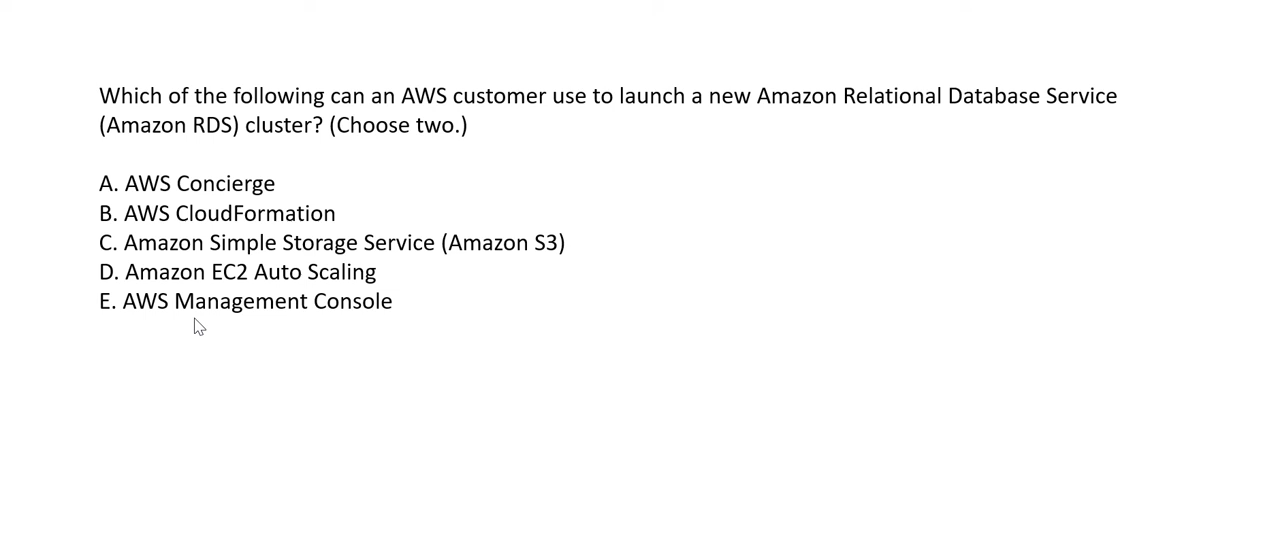 Which of the following can an AWS customer use to launch a new Amazon Relational Database Service
(Amazon RDS) cluster? (Choose two.)
A. AWS Concierge
B. AWS CloudFormation
C. Amazon Simple Storage Service (Amazon S3)
D. Amazon EC2 Auto Scaling
E. AWS Management Console